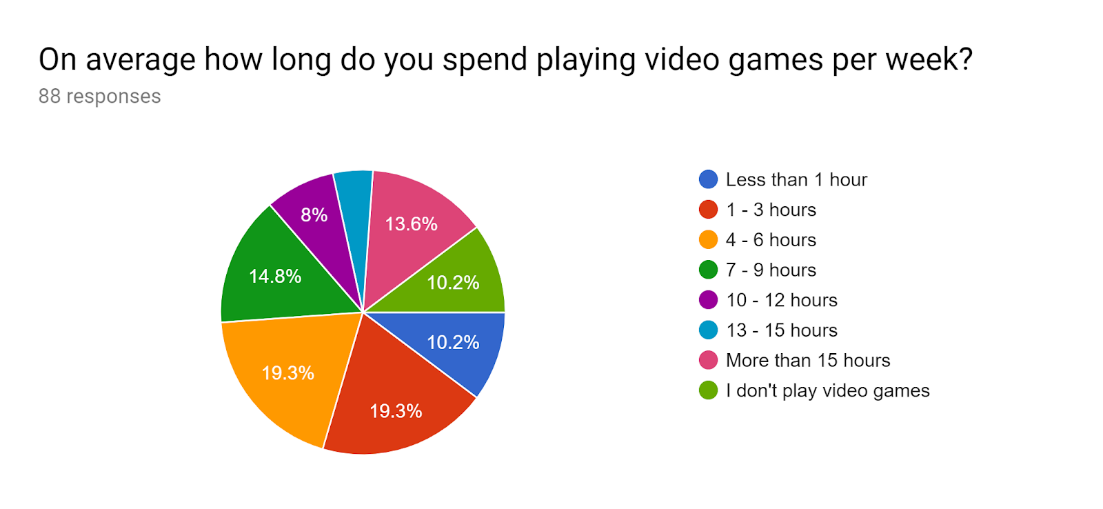 On average how long do you spend playing video games per week?
88 responses
8%
13.6%
14.8%
10.2%
10.2%
19.3%
19.3%
Less than 1 hour
1 - 3 hours
4 - 6 hours
7 - 9 hours
10 - 12 hours
13 - 15 hours
More than 15 hours
I don't play video games